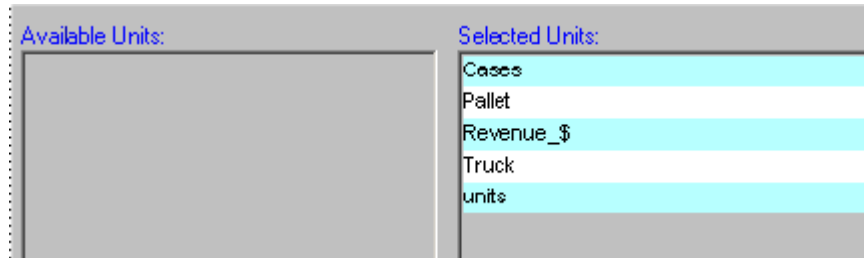 Available Units:
Selected Units:
Cases
Pallet
Revenue_$
Truck
units